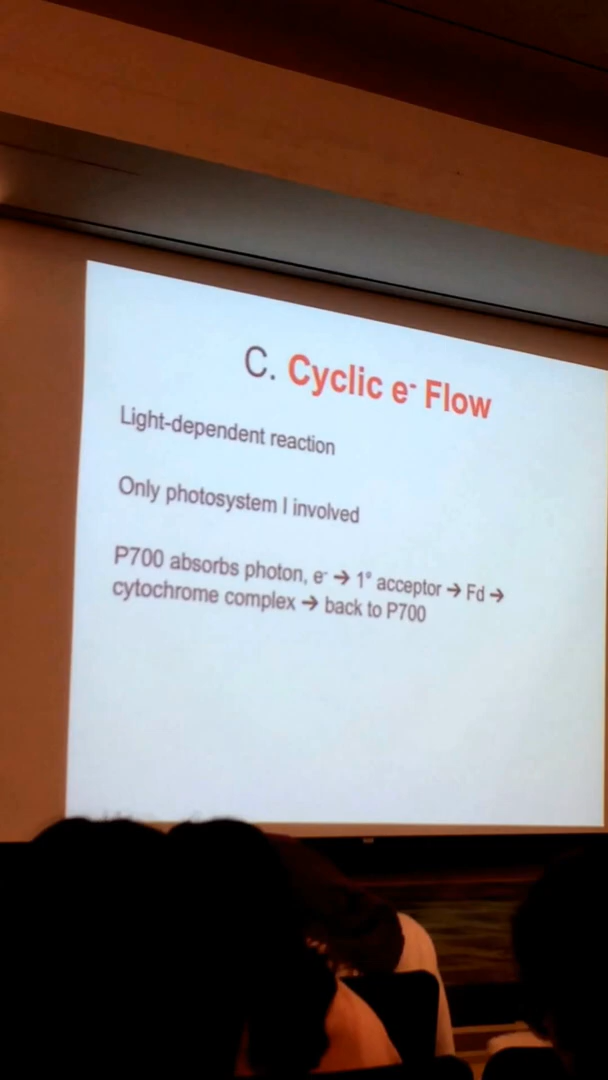 C. Cyclic e⁻ Flow
Light-dependent reaction
Only photosystem I involved
P700 absorbs photon, e⁻ → 1° acceptor → Fd →
cytochrome complex → back to P700